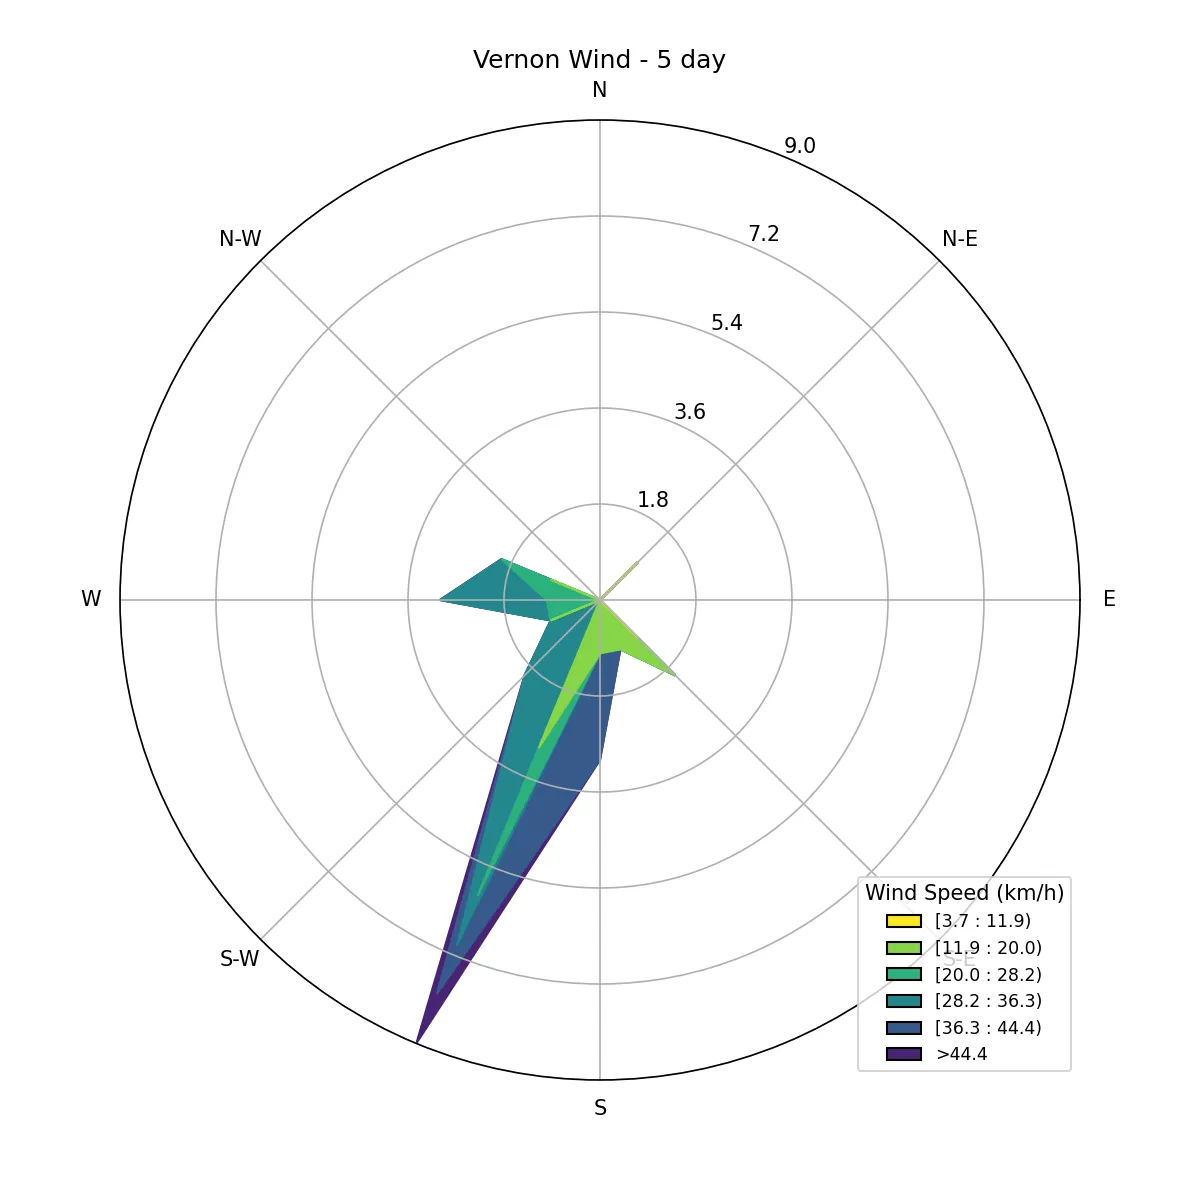 Vernon Wind - 5 day
N
9.0
7.2
N-W
N-E
5.4
3.6
1.8
W
E
Wind Speed (km/h)
[3.7 : 11.9)
[11.9 : 20.0)
S-W
S-E
[20.0 : 28.2)
[28.2 : 36.3)
[36.3 : 44.4)
>44.4
S